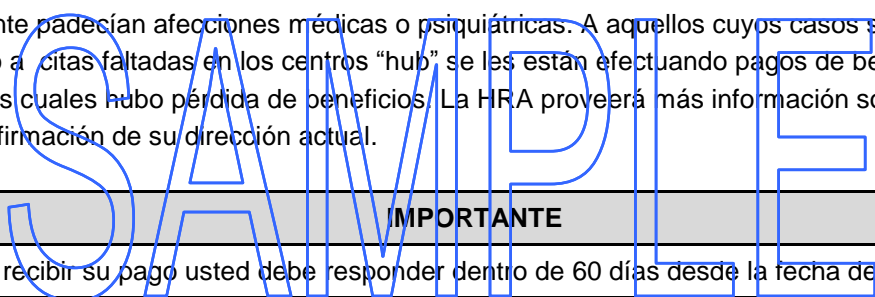 nte padecían afecciones médicas o psiquiátricas. A aquellos cuyos casos s
a citas faltadas en los centros “hub”, se les están efectuando pagos de be
s cuales hubo pérdida de beneficios. La HRA proveerá más información so
firmación de su dirección actual.
IMPORTANTE
recibir su pago usted debe responder dentro de 60 días desde la fecha de
SAMPLE